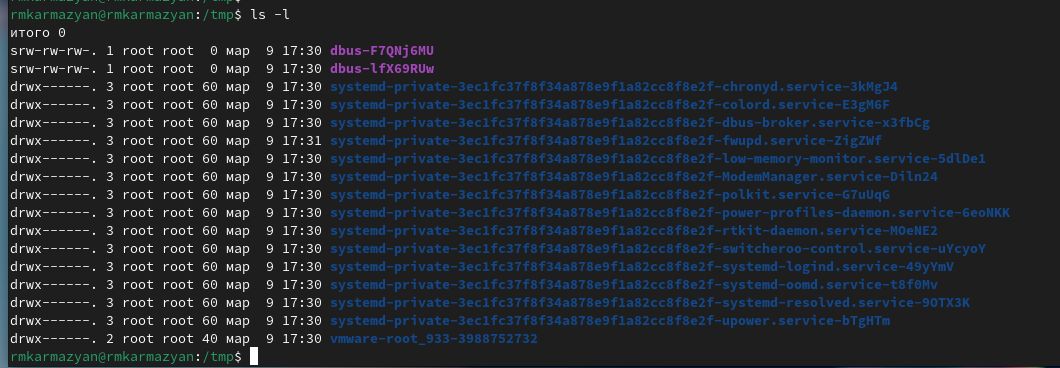 rmkarmazyan@rmkarmazyan:/tmp$ ls -l
итого 0
srw-rw-rw-. 1 root root  0 мар  9 17:30 dbus-F7QNj6MU
srw-rw-rw-. 1 root root  0 мар  9 17:30 dbus-lfX69RUw
drwx------. 3 root root 60 мар  9 17:30 systemd-private-3ec1fc37f8f34a878e9f1a82cc8f8e2f-chronyd.service-3kMgJ4
drwx------. 3 root root 60 мар  9 17:30 systemd-private-3ec1fc37f8f34a878e9f1a82cc8f8e2f-colord.service-E3gM6F
drwx------. 3 root root 60 мар  9 17:30 systemd-private-3ec1fc37f8f34a878e9f1a82cc8f8e2f-dbus-broker.service-x3fbCg
drwx------. 3 root root 60 мар  9 17:31 systemd-private-3ec1fc37f8f34a878e9f1a82cc8f8e2f-fwupd.service-ZigZWf
drwx------. 3 root root 60 мар  9 17:30 systemd-private-3ec1fc37f8f34a878e9f1a82cc8f8e2f-low-memory-monitor.service-5dlDe1
drwx------. 3 root root 60 мар  9 17:30 systemd-private-3ec1fc37f8f34a878e9f1a82cc8f8e2f-ModemManager.service-Diln24
drwx------. 3 root root 60 мар  9 17:30 systemd-private-3ec1fc37f8f34a878e9f1a82cc8f8e2f-polkit.service-G7uUqG
drwx------. 3 root root 60 мар  9 17:30 systemd-private-3ec1fc37f8f34a878e9f1a82cc8f8e2f-power-profiles-daemon.service-6eoNKK
drwx------. 3 root root 60 мар  9 17:30 systemd-private-3ec1fc37f8f34a878e9f1a82cc8f8e2f-rtkit-daemon.service-MOeNE2
drwx------. 3 root root 60 мар  9 17:30 systemd-private-3ec1fc37f8f34a878e9f1a82cc8f8e2f-switcheroo-control.service-uYcyoY
drwx------. 3 root root 60 мар  9 17:30 systemd-private-3ec1fc37f8f34a878e9f1a82cc8f8e2f-systemd-logind.service-49yYmV
drwx------. 3 root root 60 мар  9 17:30 systemd-private-3ec1fc37f8f34a878e9f1a82cc8f8e2f-systemd-oomd.service-t8f0Mv
drwx------. 3 root root 60 мар  9 17:30 systemd-private-3ec1fc37f8f34a878e9f1a82cc8f8e2f-systemd-resolved.service-9OTX3K
drwx------. 3 root root 60 мар  9 17:30 systemd-private-3ec1fc37f8f34a878e9f1a82cc8f8e2f-upower.service-bTgHTm
drwx------. 2 root root 40 мар  9 17:30 vmware-root_933-3988752732
rmkarmazyan@rmkarmazyan:/tmp$